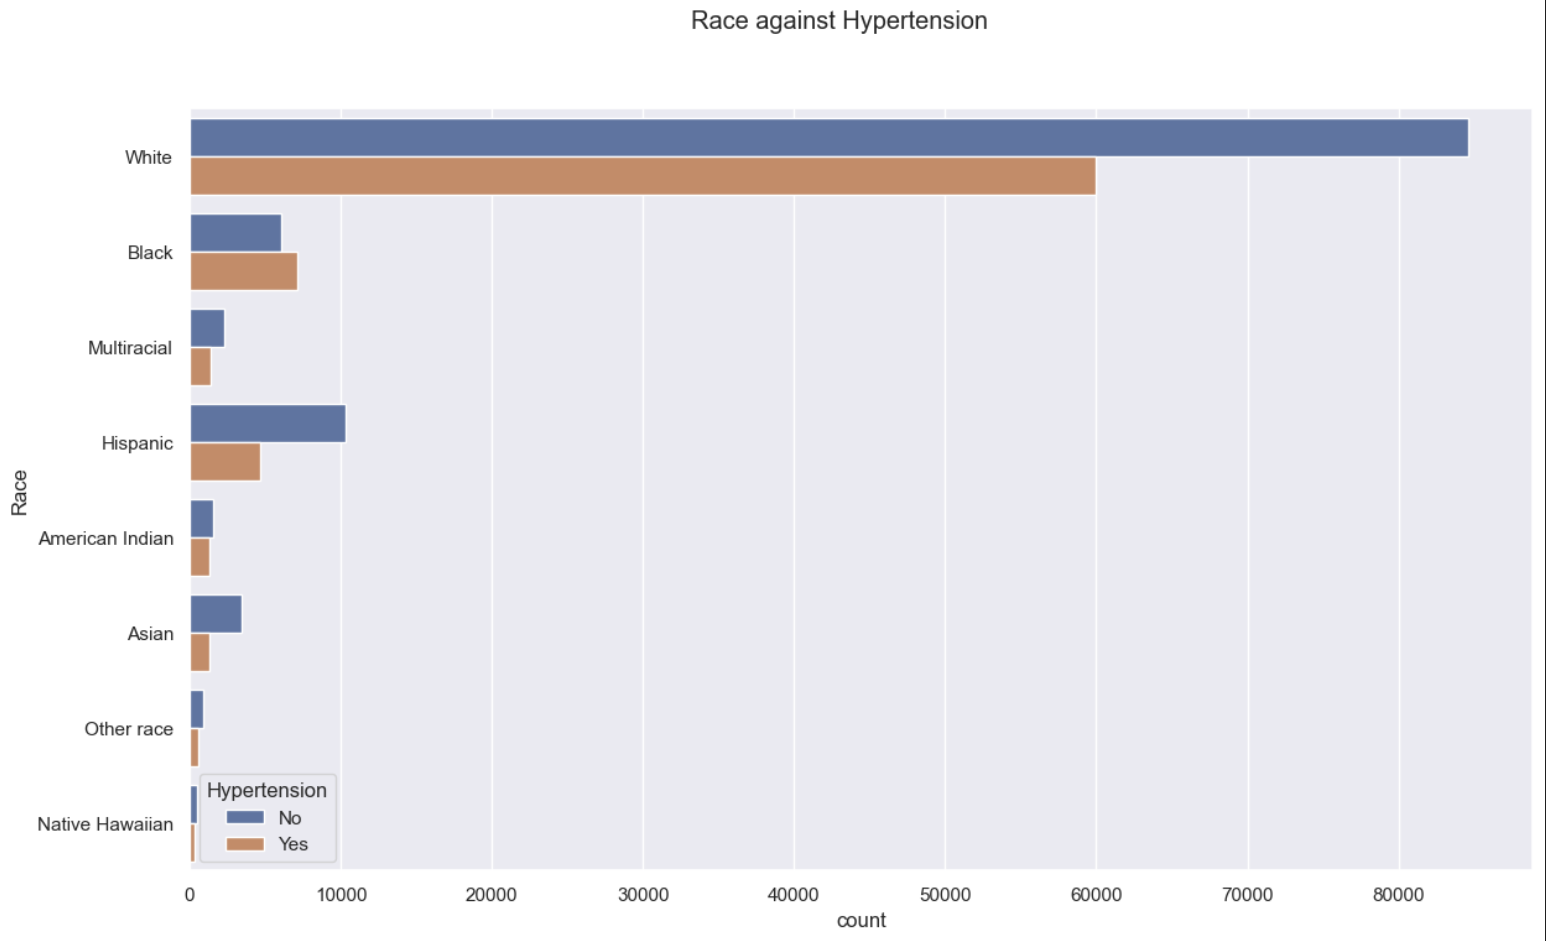 Race against Hypertension
White
Black
Multiracial
Hispanic
American Indian
Asian
Other race
Native Hawaiian
Race
Hypertension
No
Yes
0 10000 20000 30000 40000 50000 60000 70000 80000
count